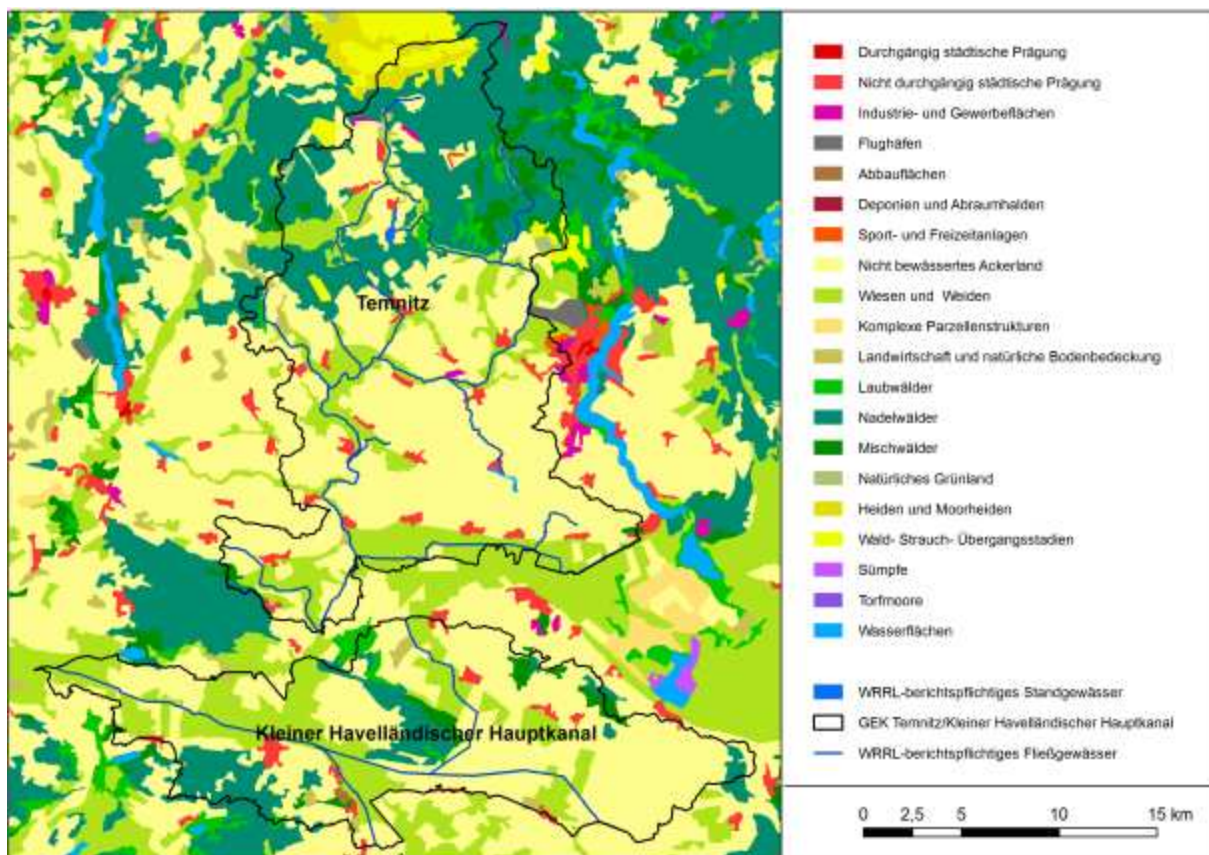 Temnitz
Kleiner Havelländischer Hauptkanal
Durchgängig städtische Prägung
Nicht durchgängig städtische Prägung
Industrie- und Gewerbeflächen
Flughäfen
Abbauflächen
Deponien und Abraumhalden
Sport- und Freizeitanlagen
Nicht bewässertes Ackerland
Wiesen und Weiden
Komplexe Parzellenstrukturen
Landwirtschaft und natürliche Bodenbedeckung
Laubwälder
Nadelwälder
Mischwälder
Natürliches Grünland
Heiden und Moorheiden
Wald- Strauch- Übergangsstadien
Sümpfe
Torfmoore
Wasserflächen
WRRL-berichtspflichtiges Standgewässer
GEK Temnitz/Kleiner Havelländischer Hauptkanal
WRRL-berichtspflichtiges Fließgewässer
0 2,5 5 10 15 km